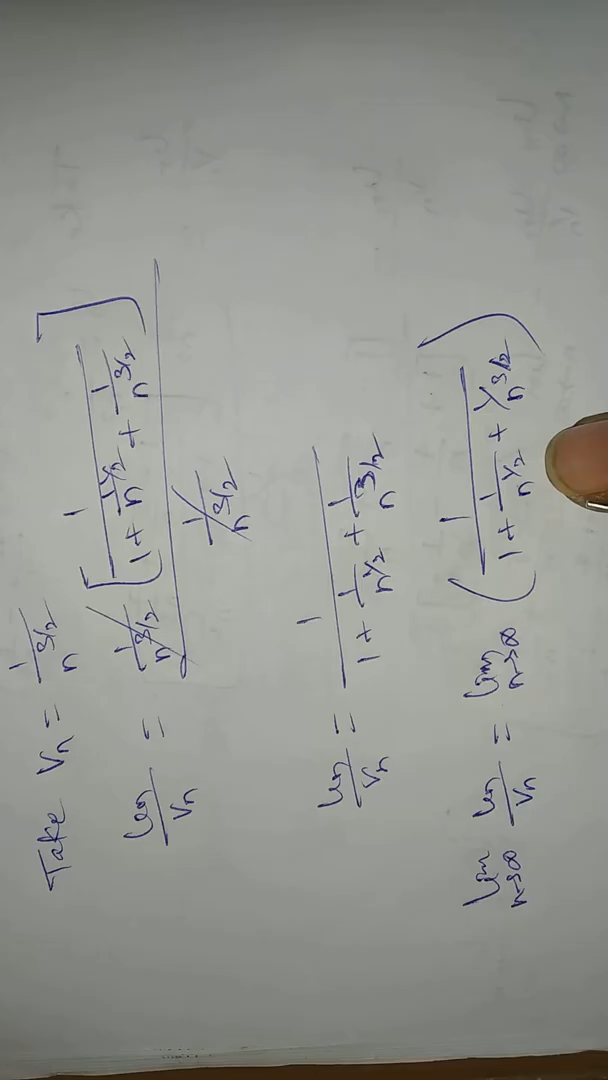 Take Vn = 1/n^3/2
un/Vn = 1/n^3/2 [1/(1 + 1/n^1/2 + 1/n^3/2)] / 1/n^3/2
un/Vn = 1/(1 + 1/n^1/2 + 1/n^3/2)
lim n→∞ un/Vn = lim n→∞ (1/(1 + 1/n^1/2 + 1/n^3/2))